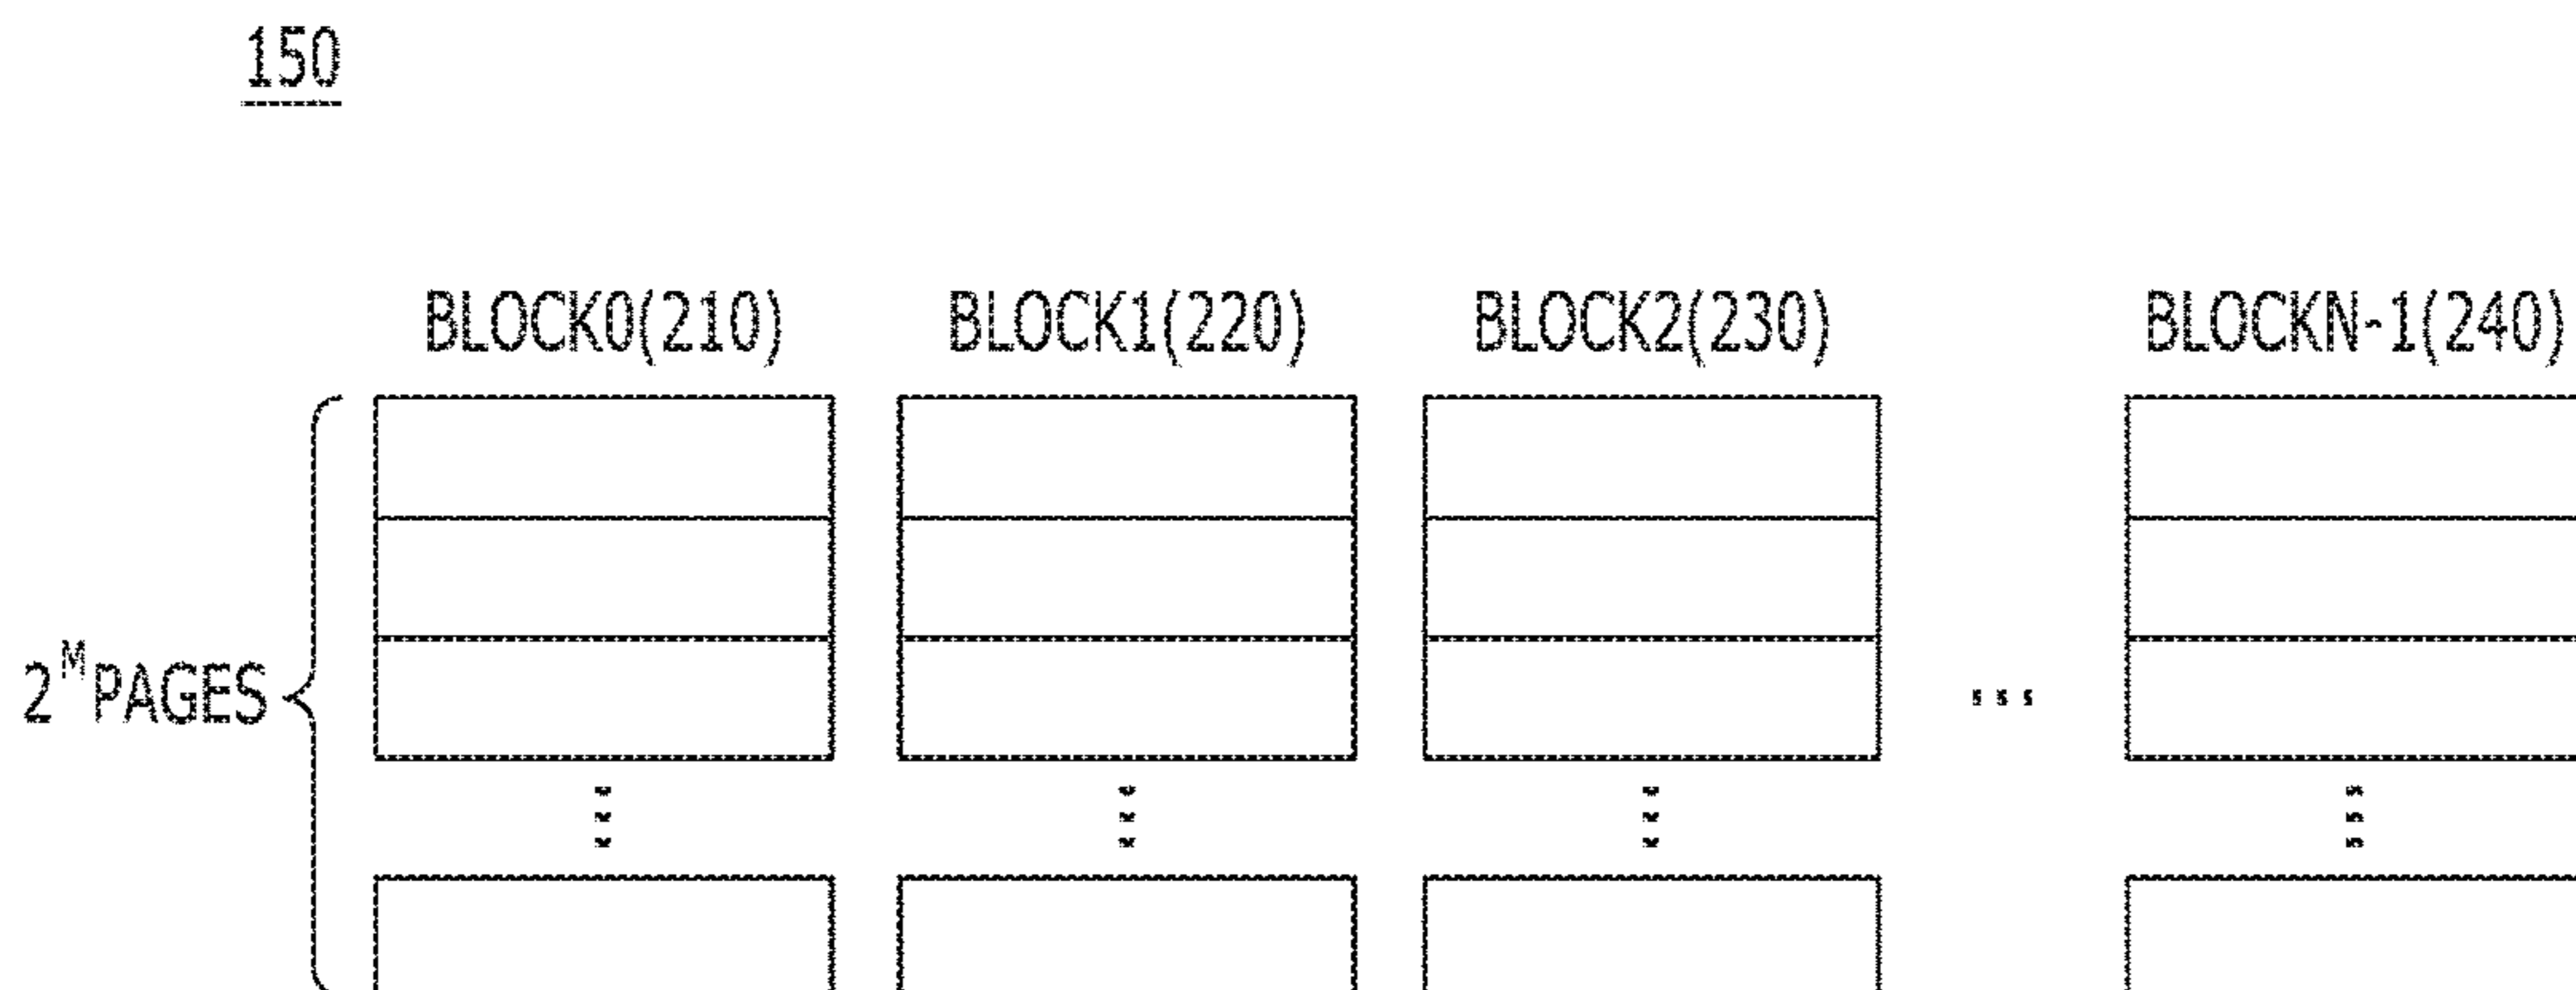 150
BLOCK0(210) BLOCK1(220) BLOCK2(230) BLOCKN-1(240)
2^M PAGES
...